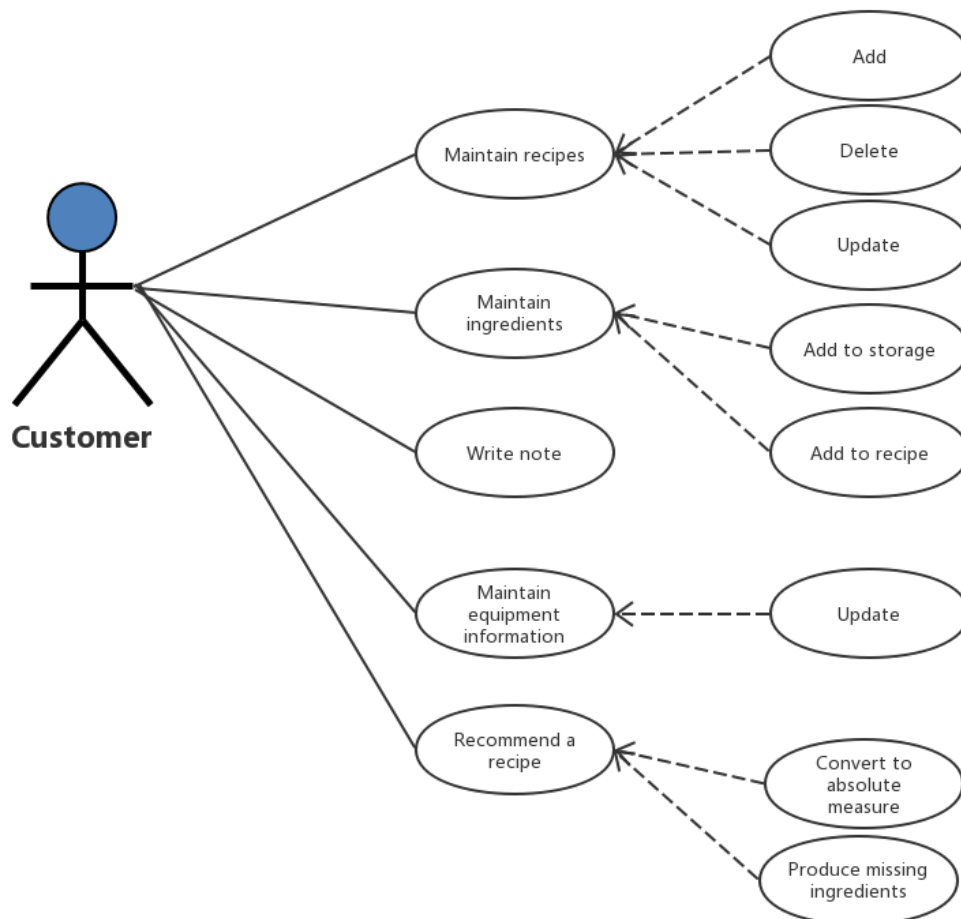 Add
Maintain recipes
Delete
Update
Maintain
ingredients
Add to storage
Customer
Write note
Add to recipe
Maintain
equipment
information
Update
Recommend a
recipe
Convert to
absolute
measure
Produce missing
ingredients